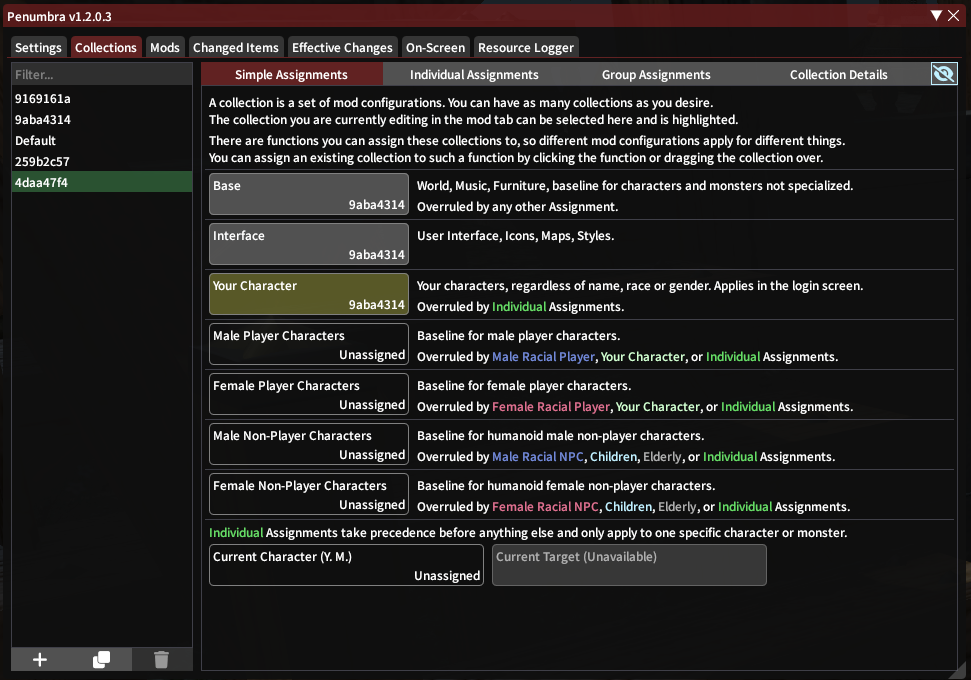 Penumbra v1.2.0.3
Settings Collections Mods Changed Items Effective Changes On-Screen Resource Logger
Filter...
9169161a
9aba4314
Default
259b2c57
4daa47f4
Simple Assignments Individual Assignments Group Assignments Collection Details
A collection is a set of mod configurations. You can have as many collections as you desire.
The collection you are currently editing in the mod tab can be selected here and is highlighted.
There are functions you can assign these collections to, so different mod configurations apply for different things.
You can assign an existing collection to such a function by clicking the function or dragging the collection over.
Base
9aba4314
World, Music, Furniture, baseline for characters and monsters not specialized.
Overruled by any other Assignment.
Interface
9aba4314
User Interface, Icons, Maps, Styles.
Your Character
9aba4314
Your characters, regardless of name, race or gender. Applies in the login screen.
Overruled by Individual Assignments.
Male Player Characters
Unassigned
Baseline for male player characters.
Overruled by Male Racial Player, Your Character, or Individual Assignments.
Female Player Characters
Unassigned
Baseline for female player characters.
Overruled by Female Racial Player, Your Character, or Individual Assignments.
Male Non-Player Characters
Unassigned
Baseline for humanoid male non-player characters.
Overruled by Male Racial NPC, Children, Elderly, or Individual Assignments.
Female Non-Player Characters
Unassigned
Baseline for humanoid female non-player characters.
Overruled by Female Racial NPC, Children, Elderly, or Individual Assignments.
Individual Assignments take precedence before anything else and only apply to one specific character or monster.
Current Character (Y. M.)
Unassigned
Current Target (Unavailable)